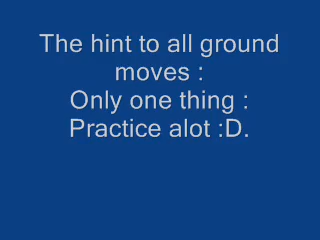 The hint to all ground
moves :
Only one thing :
Practice alot :D.